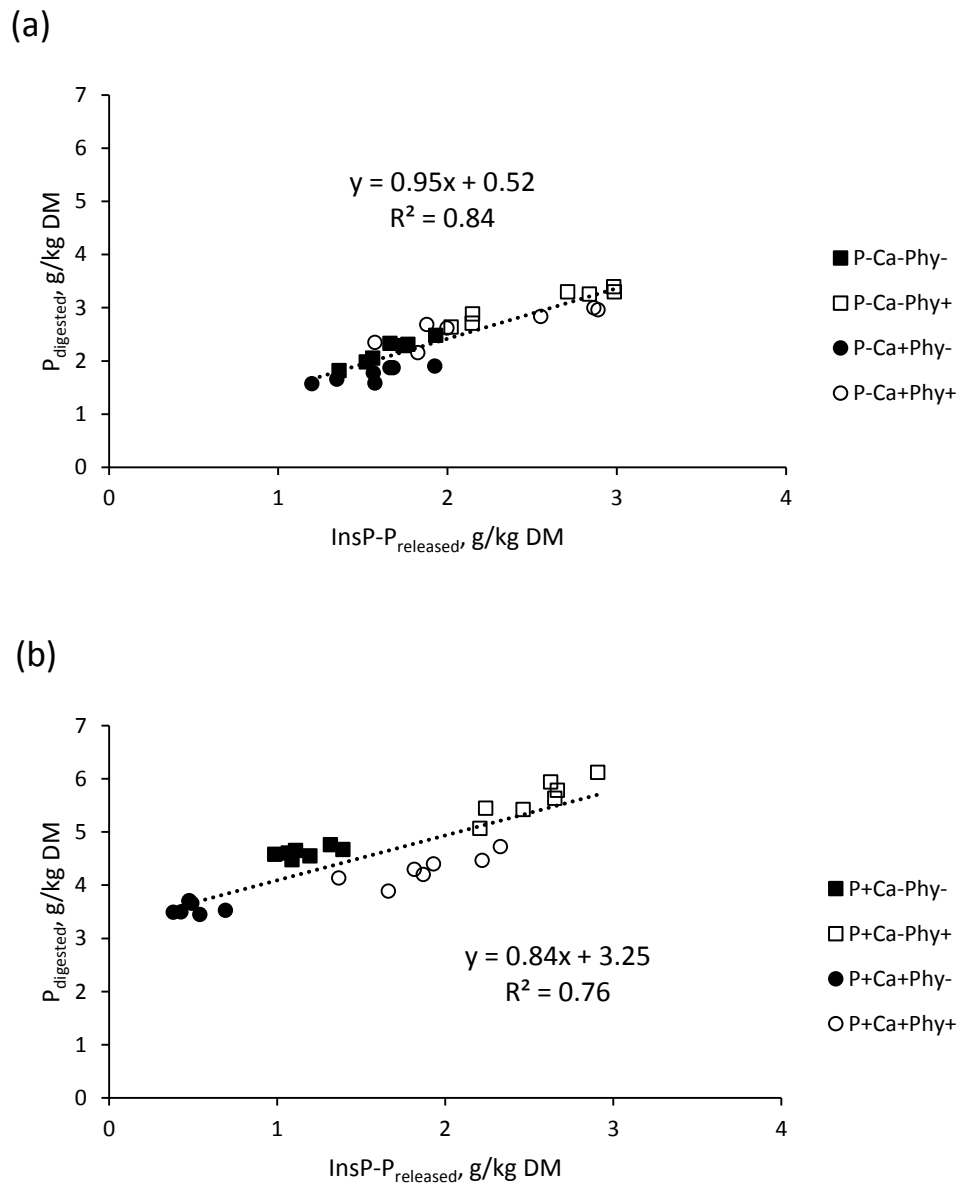 (a)
7
6
5
4
3
2
1
0
0 1 2 3 4
P_digested, g/kg DM
InsP-P_released, g/kg DM
y = 0.95x + 0.52
R² = 0.84
P-Ca-Phy-
P-Ca-Phy+
P-Ca+Phy-
P-Ca+Phy+
(b)
7
6
5
4
3
2
1
0
0 1 2 3 4
P_digested, g/kg DM
InsP-P_released, g/kg DM
y = 0.84x + 3.25
R² = 0.76
P+Ca-Phy-
P+Ca-Phy+
P+Ca+Phy-
P+Ca+Phy+